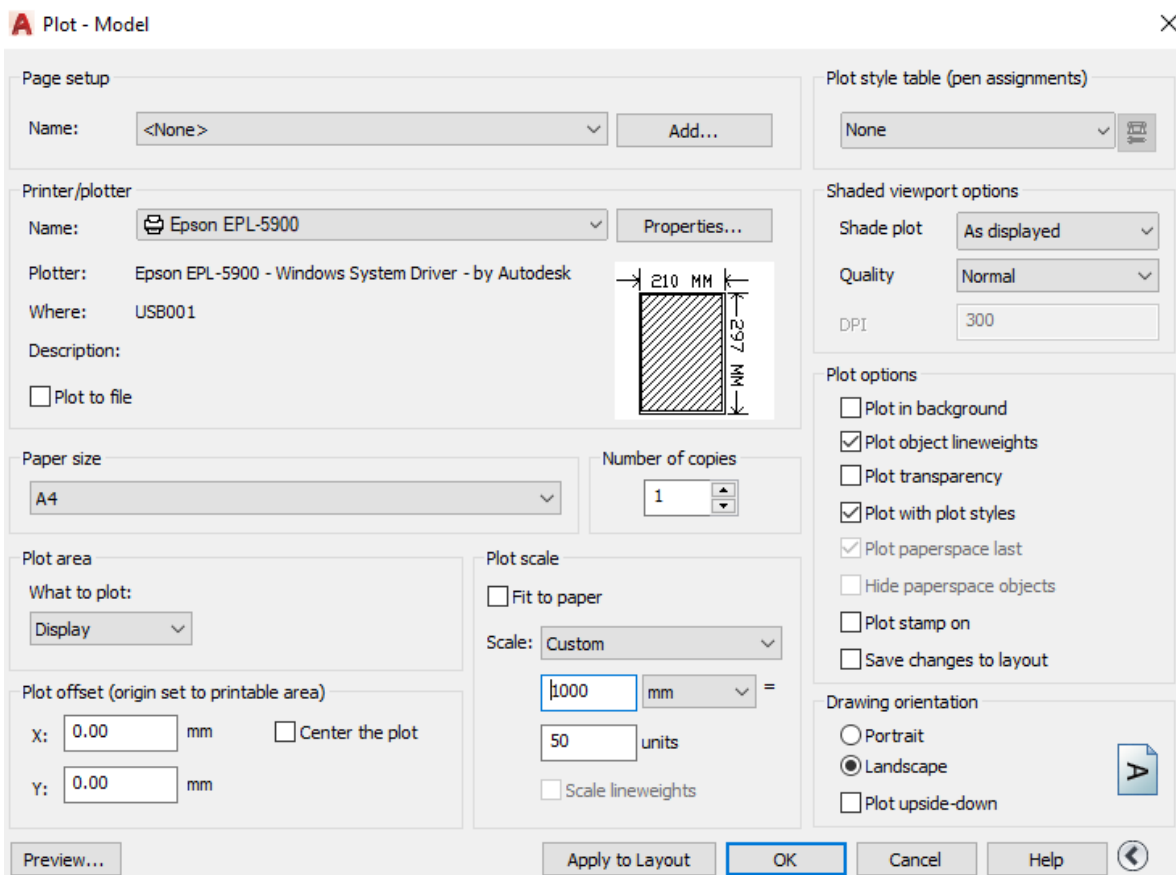 Plot - Model
Page setup
Name: <None> Add...
Printer/plotter
Name: Epson EPL-5900 Properties...
Plotter: Epson EPL-5900 - Windows System Driver - by Autodesk
Where: USB001
Description:
Plot to file
210 MM
297 MM
Paper size
A4
Number of copies
1
Plot area
What to plot:
Display
Plot offset (origin set to printable area)
X: 0.00 mm Center the plot
Y: 0.00 mm
Plot scale
Fit to paper
Scale: Custom
1000 mm =
50 units
Scale lineweights
Plot style table (pen assignments)
None
Shaded viewport options
Shade plot As displayed
Quality Normal
DPI 300
Plot options
Plot in background
Plot object lineweights
Plot transparency
Plot with plot styles
Plot paperspace last
Hide paperspace objects
Plot stamp on
Save changes to layout
Drawing orientation
Portrait
Landscape
Plot upside-down
A
Preview... Apply to Layout OK Cancel Help